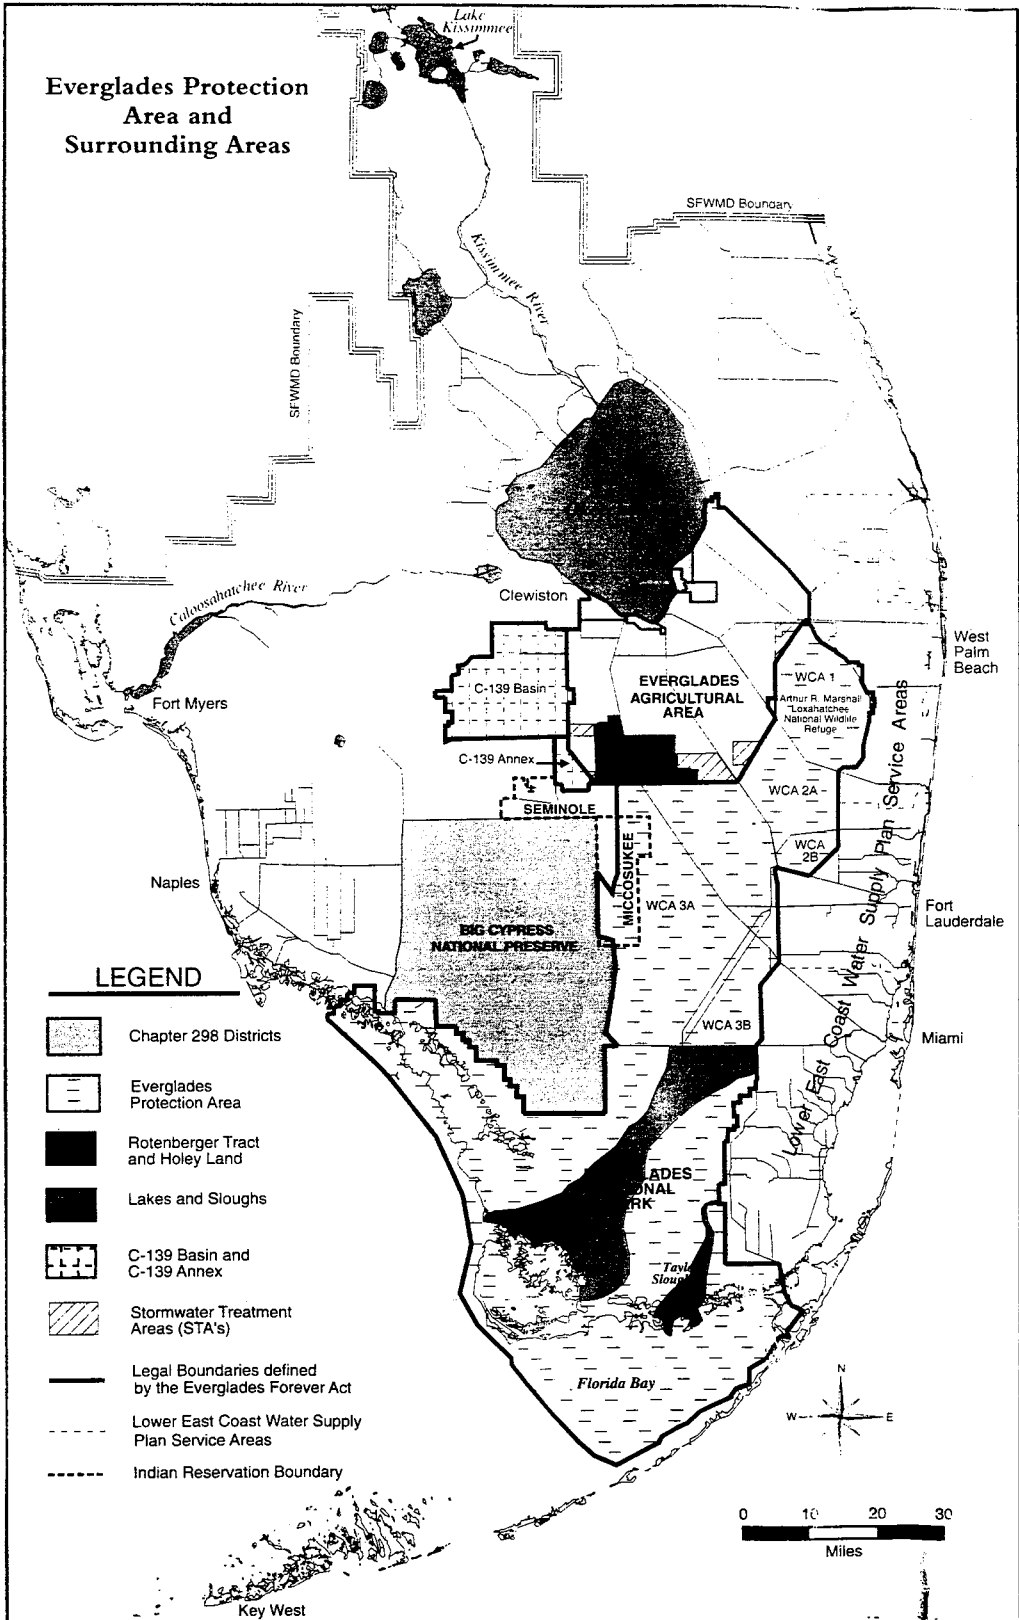 Lake
Kissimmee
Everglades Protection
Area and
Surrounding Areas
SFWMD Boundary
Kissimmee River
SFWMD Boundary
Caloosahatchee River
Clewiston
West
Palm
Beach
Fort Myers
C-139 Basin
EVERGLADES
AGRICULTURAL
AREA
WCA 1
Arthur R. Marshall
Loxahatchee
National Wildlife
Refuge
C-139 Annex
WCA 2A
SEMINOLE
WCA
2B
MICCOSUKEE
Naples
WCA 3A
Fort
Lauderdale
BIG CYPRESS
NATIONAL PRESERVE
WCA 3B
Miami
Lower East Coast Water Supply Plan Service Areas
LADES
ONAL
RK
Tayl
Slough
Florida Bay
LEGEND
Chapter 298 Districts
Everglades
Protection Area
Rotenberger Tract
and Holey Land
Lakes and Sloughs
C-139 Basin and
C-139 Annex
Stormwater Treatment
Areas (STA's)
Legal Boundaries defined
by the Everglades Forever Act
Lower East Coast Water Supply
Plan Service Areas
Indian Reservation Boundary
N
W E
0 10 20 30
Miles
Key West